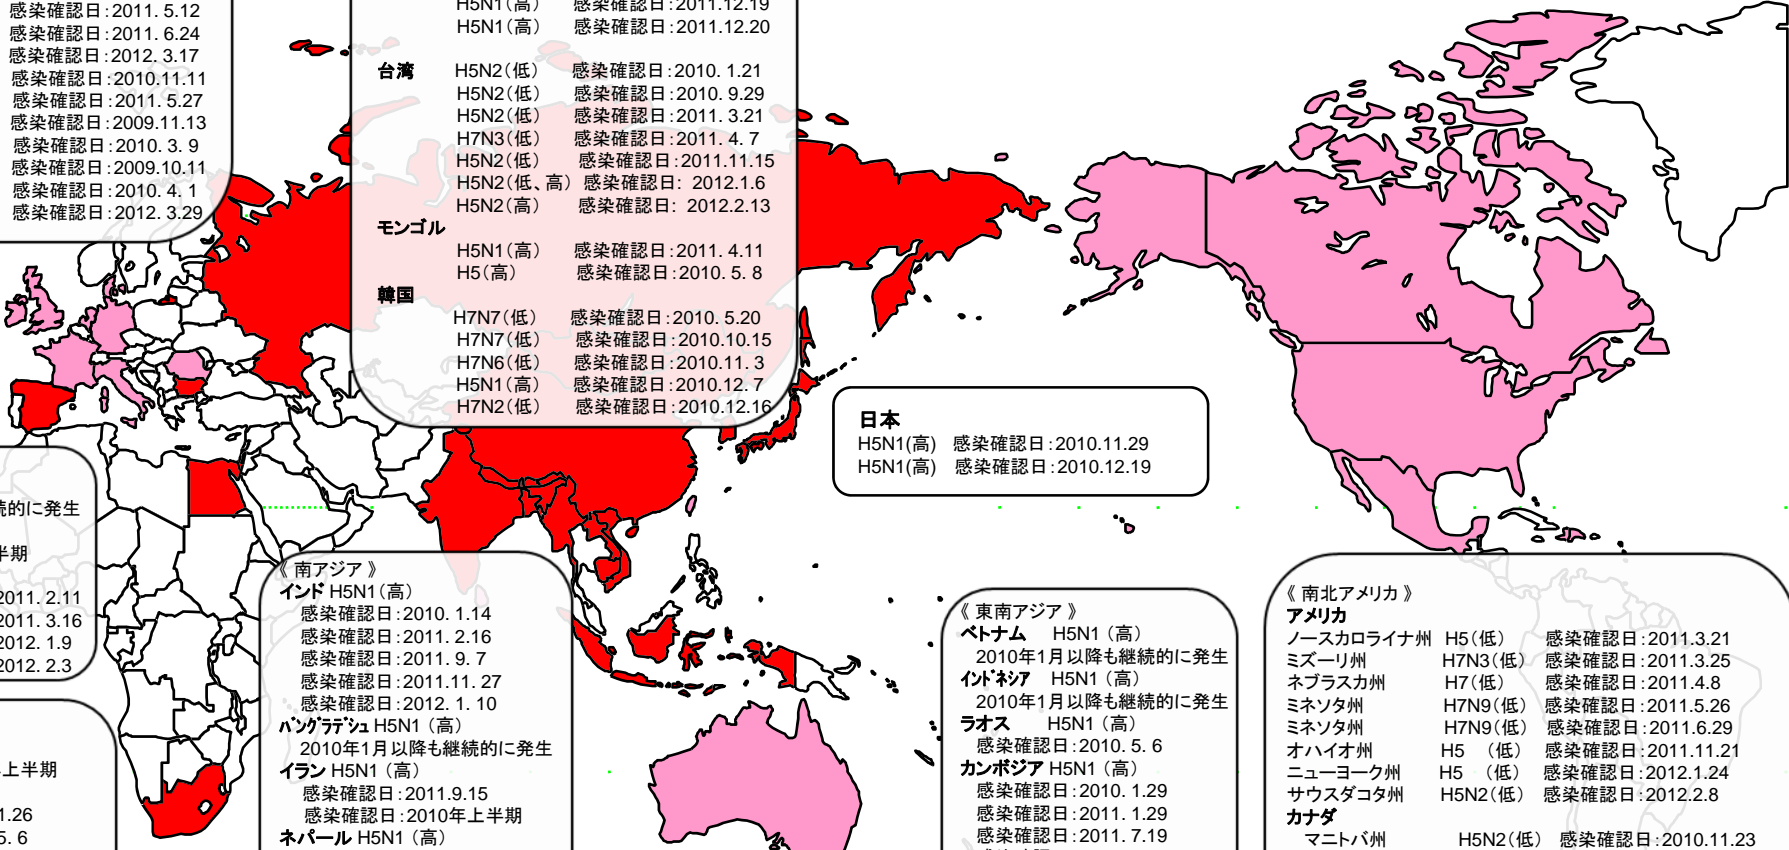 感染確認日:2011. 5.12
感染確認日:2011. 6.24
感染確認日:2012. 3.17
感染確認日:2010.11.11
感染確認日:2011. 5.27
感染確認日:2009.11.13
感染確認日:2010. 3. 9
感染確認日:2009.10.11
感染確認日:2010. 4. 1
感染確認日:2012. 3.29
H5N1(高) 感染確認日:2011.12.19
H5N1(高) 感染確認日:2011.12.20
台湾 H5N2(低) 感染確認日:2010. 1.21
H5N2(低) 感染確認日:2010. 9.29
H5N2(低) 感染確認日:2011. 3.21
H7N3(低) 感染確認日:2011. 4. 7
H5N2(低) 感染確認日:2011.11.15
H5N2(低、高) 感染確認日: 2012.1.6
H5N2(高) 感染確認日: 2012.2.13
モンゴル
H5N1(高) 感染確認日:2011. 4.11
H5(高) 感染確認日:2010. 5. 8
韓国
H7N7(低) 感染確認日:2010. 5.20
H7N7(低) 感染確認日:2010.10.15
H7N6(低) 感染確認日:2010.11. 3
H5N1(高) 感染確認日:2010.12. 7
H7N2(低) 感染確認日:2010.12.16
日本
H5N1(高) 感染確認日:2010.11.29
H5N1(高) 感染確認日:2010.12.19
続的に発生
半期
2011. 2.11
2011. 3.16
2012. 1.9
2012. 2.3
上半期
1.26
5. 6
《 南アジア 》
インド H5N1(高)
感染確認日:2010. 1.14
感染確認日:2011. 2.16
感染確認日:2011. 9. 7
感染確認日:2011.11. 27
感染確認日:2012. 1. 10
バングラデシュ H5N1 (高)
2010年1月以降も継続的に発生
イラン H5N1 (高)
感染確認日:2011.9.15
感染確認日:2010年上半期
ネパール H5N1 (高)
《 東南アジア 》
ベトナム H5N1 (高)
2010年1月以降も継続的に発生
インドネシア H5N1 (高)
2010年1月以降も継続的に発生
ラオス H5N1 (高)
感染確認日:2010. 5. 6
カンボジア H5N1 (高)
感染確認日:2010. 1.29
感染確認日:2011. 1.29
感染確認日:2011. 7.19
《 南北アメリカ 》
アメリカ
ノースカロライナ州 H5(低) 感染確認日:2011.3.21
ミズーリ州 H7N3(低) 感染確認日:2011.3.25
ネブラスカ州 H7(低) 感染確認日:2011.4.8
ミネソタ州 H7N9(低) 感染確認日:2011.5.26
ミネソタ州 H7N9(低) 感染確認日:2011.6.29
オハイオ州 H5 (低) 感染確認日:2011.11.21
ニューヨーク州 H5 (低) 感染確認日:2012.1.24
サウスダコタ州 H5N2(低) 感染確認日:2012.2.8
カナダ
マニトバ州 H5N2(低) 感染確認日:2010.11.23